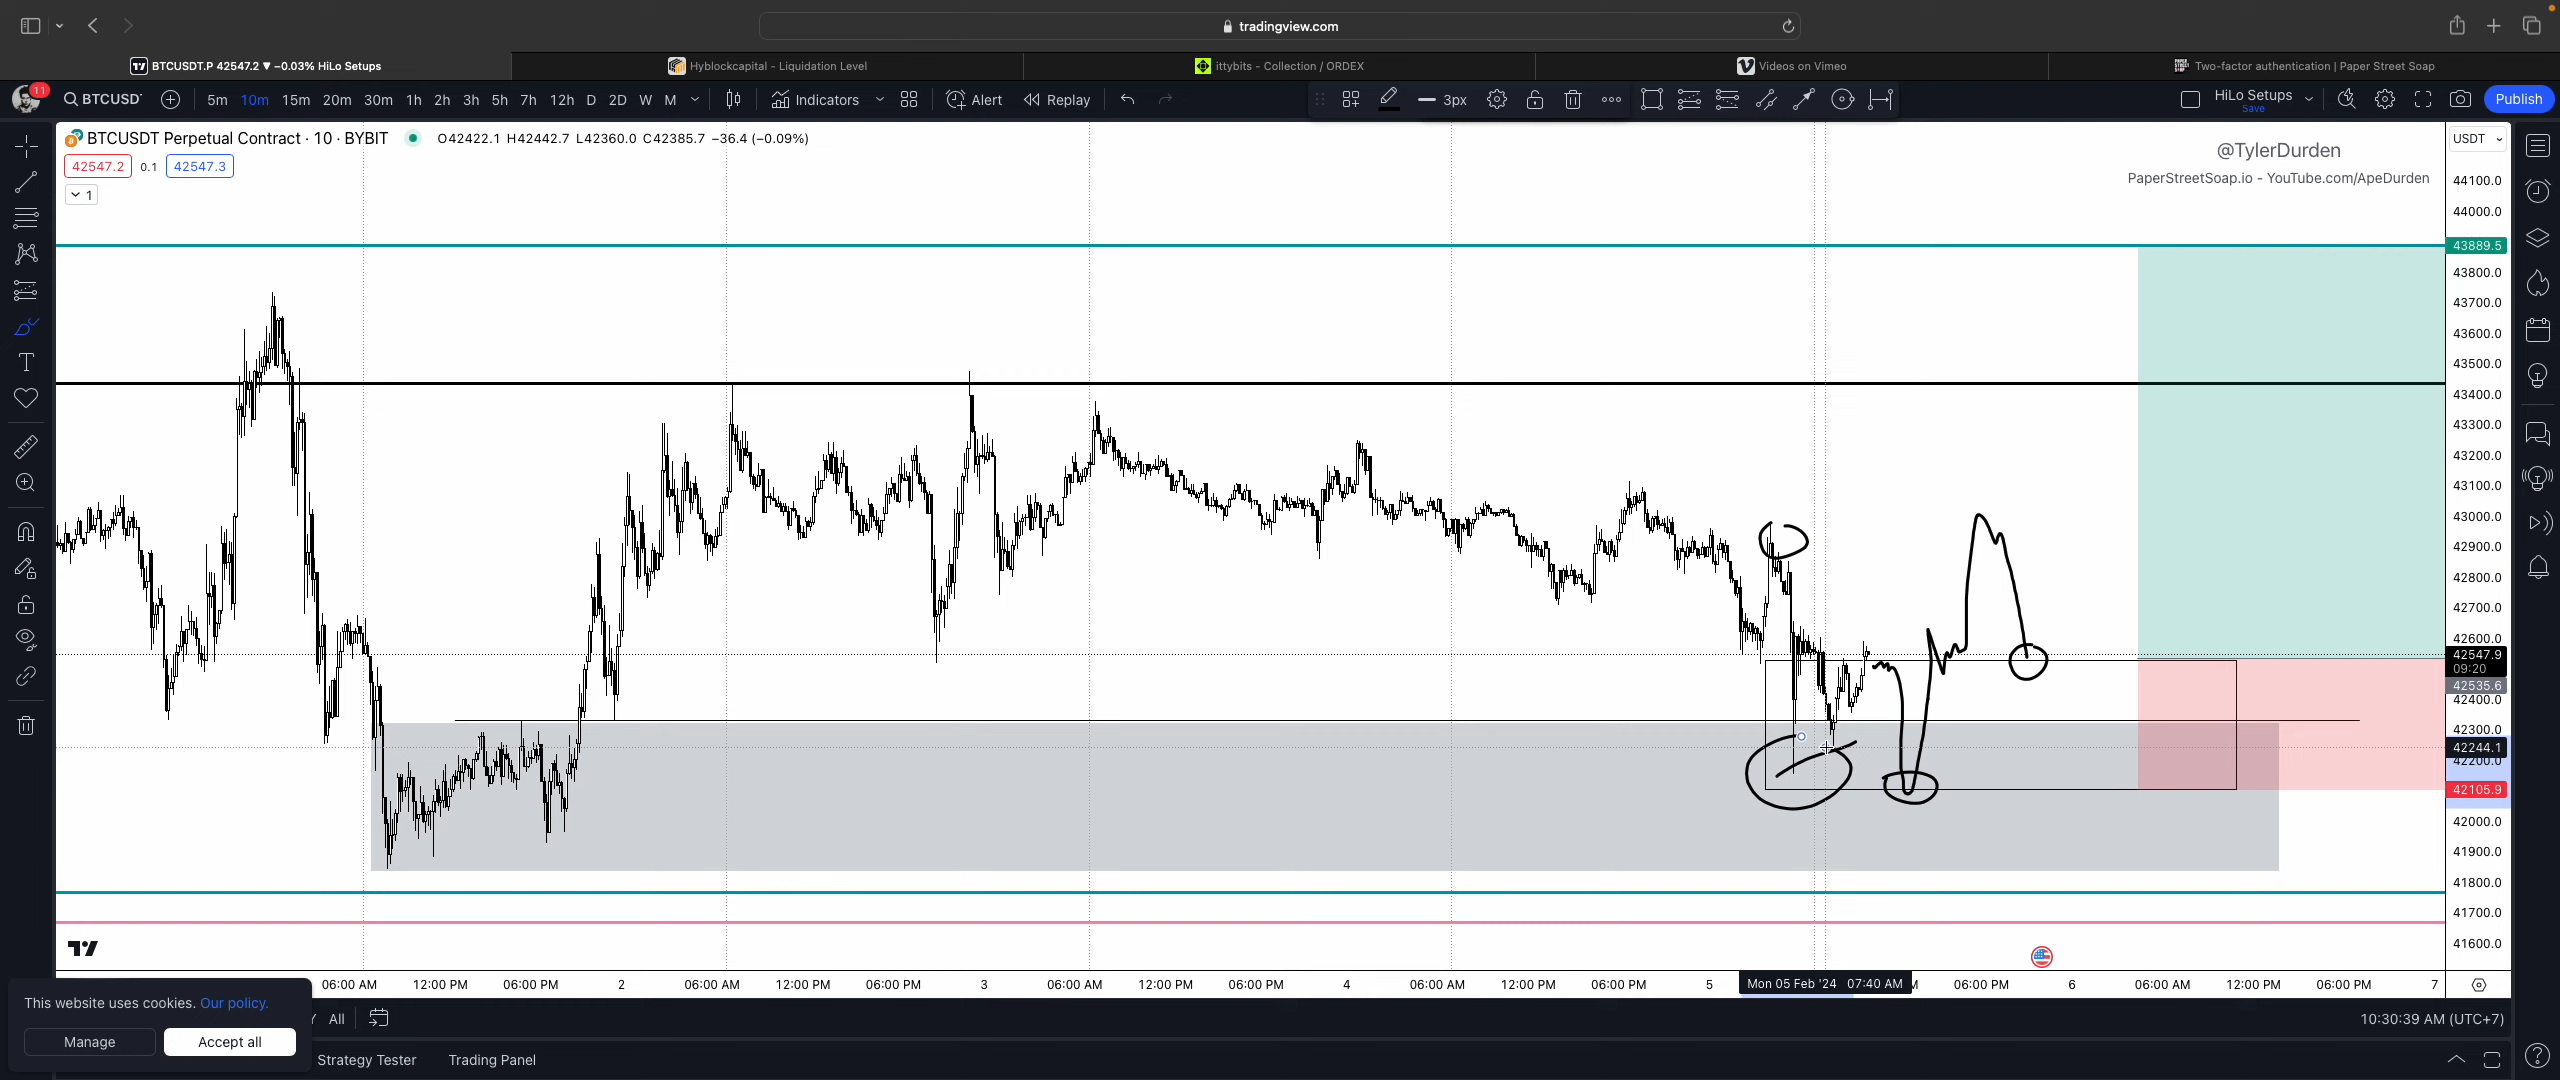 tradingview.com
BTCUSDT.P 42547.2 ▼ −0.03% HiLo Setups
Hyblockcapital - Liquidation Level
ittybits - Collection / ORDEX
Videos on Vimeo
Two-factor authentication | Paper Street Soap
11
BTCUSD
5m 10m 15m 20m 30m 1h 2h 3h 5h 7h 12h D 2D W M
Indicators
Alert
Replay
3px
HiLo Setups
Save
Publish
BTCUSDT Perpetual Contract · 10 · BYBIT
O42422.1 H42442.7 L42360.0 C42385.7 −36.4 (−0.09%)
42547.2 0.1 42547.3
1
@TylerDurden
PaperStreetSoap.io - YouTube.com/ApeDurden
USDT
44100.0
44000.0
43889.5
43800.0
43700.0
43600.0
43500.0
43400.0
43300.0
43200.0
43100.0
43000.0
42900.0
42800.0
42700.0
42600.0
42547.9
09:20
42535.6
42400.0
42300.0
42244.1
42200.0
42105.9
42000.0
41900.0
41800.0
41700.0
41600.0
06:00 AM 12:00 PM 06:00 PM 2 06:00 AM 12:00 PM 06:00 PM 3 06:00 AM 12:00 PM 06:00 PM 4 06:00 AM 12:00 PM 06:00 PM 5 Mon 05 Feb '24 07:40 AM 06:00 PM 6 06:00 AM 12:00 PM 06:00 PM 7
This website uses cookies. Our policy.
Manage
Accept all
All
10:30:39 AM (UTC+7)
Strategy Tester
Trading Panel